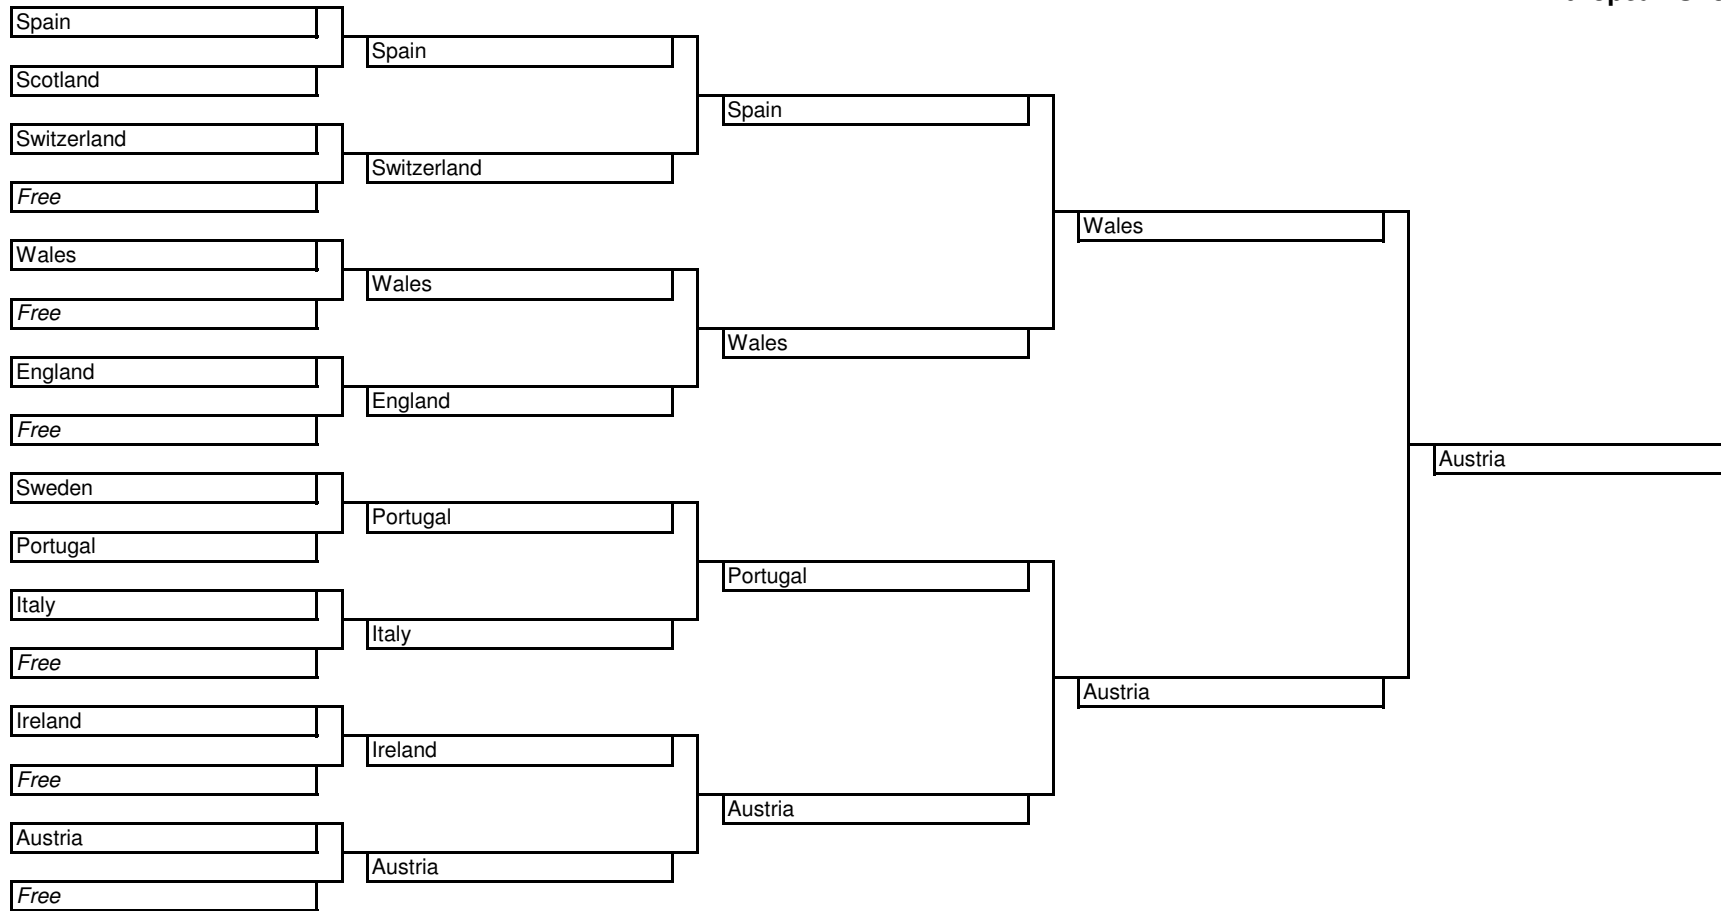 Spain
Scotland
Switzerland
Free
Wales
Free
England
Free
Sweden
Portugal
Italy
Free
Ireland
Free
Austria
Free
Spain
Switzerland
Wales
England
Portugal
Italy
Ireland
Austria
Spain
Wales
Portugal
Austria
Wales
Austria
Austria